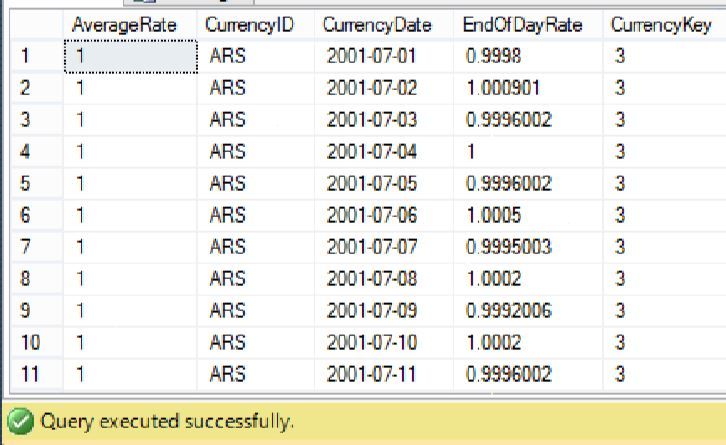 AverageRate CurrencyID CurrencyDate EndOfDayRate CurrencyKey
1 1 ARS 2001-07-01 0.9998 3
2 1 ARS 2001-07-02 1.000901 3
3 1 ARS 2001-07-03 0.9996002 3
4 1 ARS 2001-07-04 1 3
5 1 ARS 2001-07-05 0.9996002 3
6 1 ARS 2001-07-06 1.0005 3
7 1 ARS 2001-07-07 0.9995003 3
8 1 ARS 2001-07-08 1.0002 3
9 1 ARS 2001-07-09 0.9992006 3
10 1 ARS 2001-07-10 1.0002 3
11 1 ARS 2001-07-11 0.9996002 3
Query executed successfully.